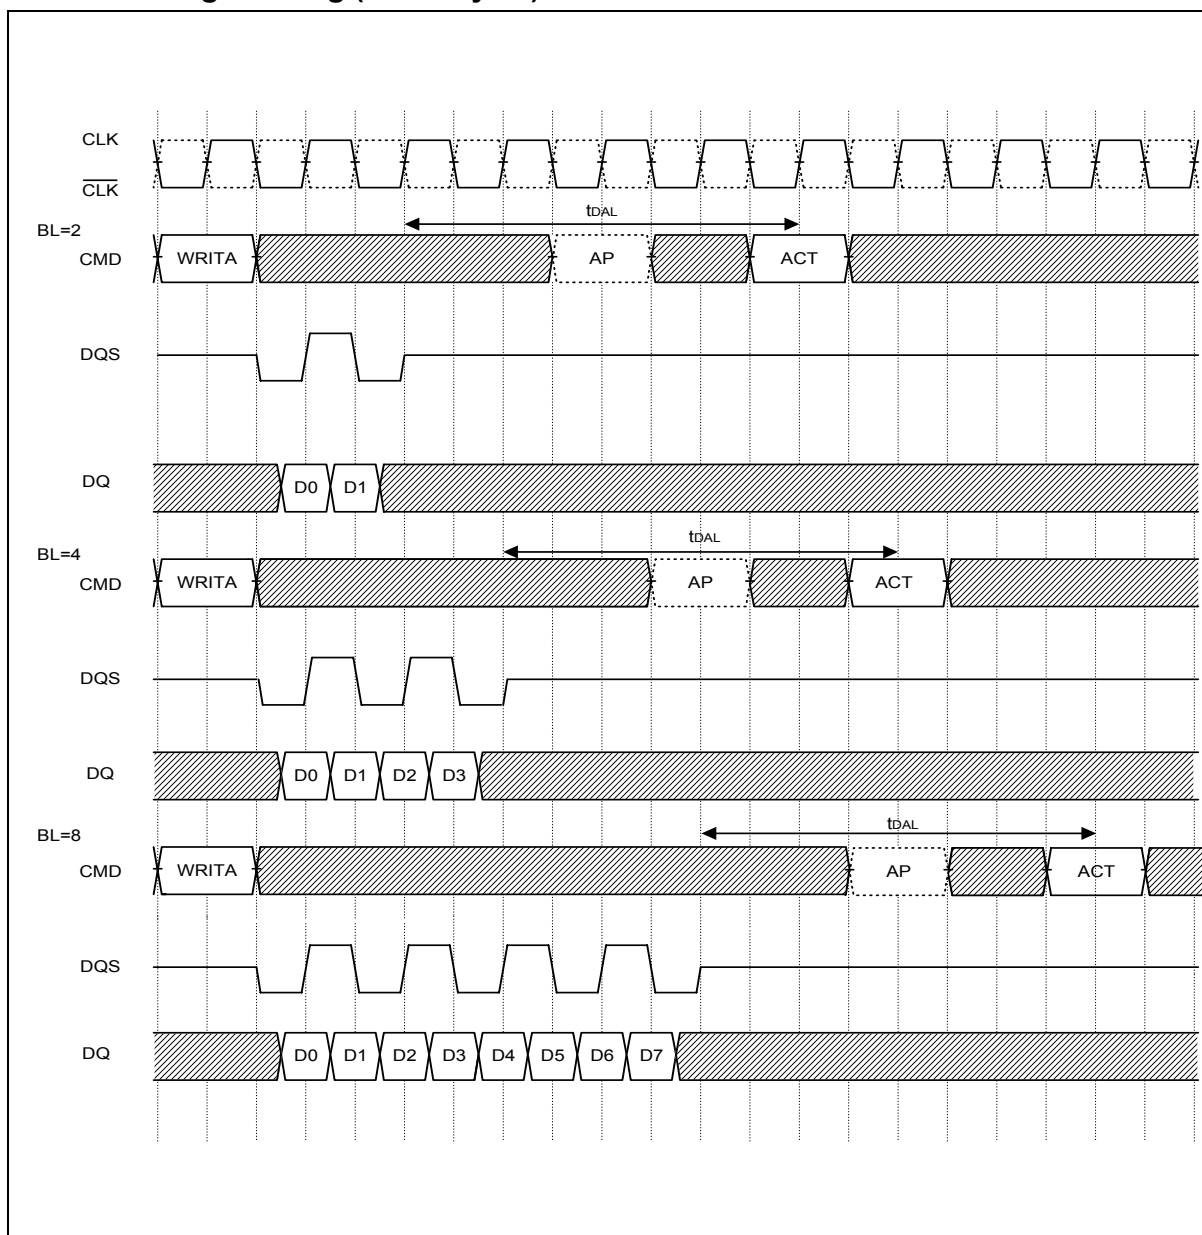 CLK
CLK
tDAL
BL=2
CMD WRITA AP ACT
DQS
DQ D0 D1
tDAL
BL=4
CMD WRITA AP ACT
DQS
DQ D0 D1 D2 D3
tDAL
BL=8
CMD WRITA AP ACT
DQS
DQ D0 D1 D2 D3 D4 D5 D6 D7